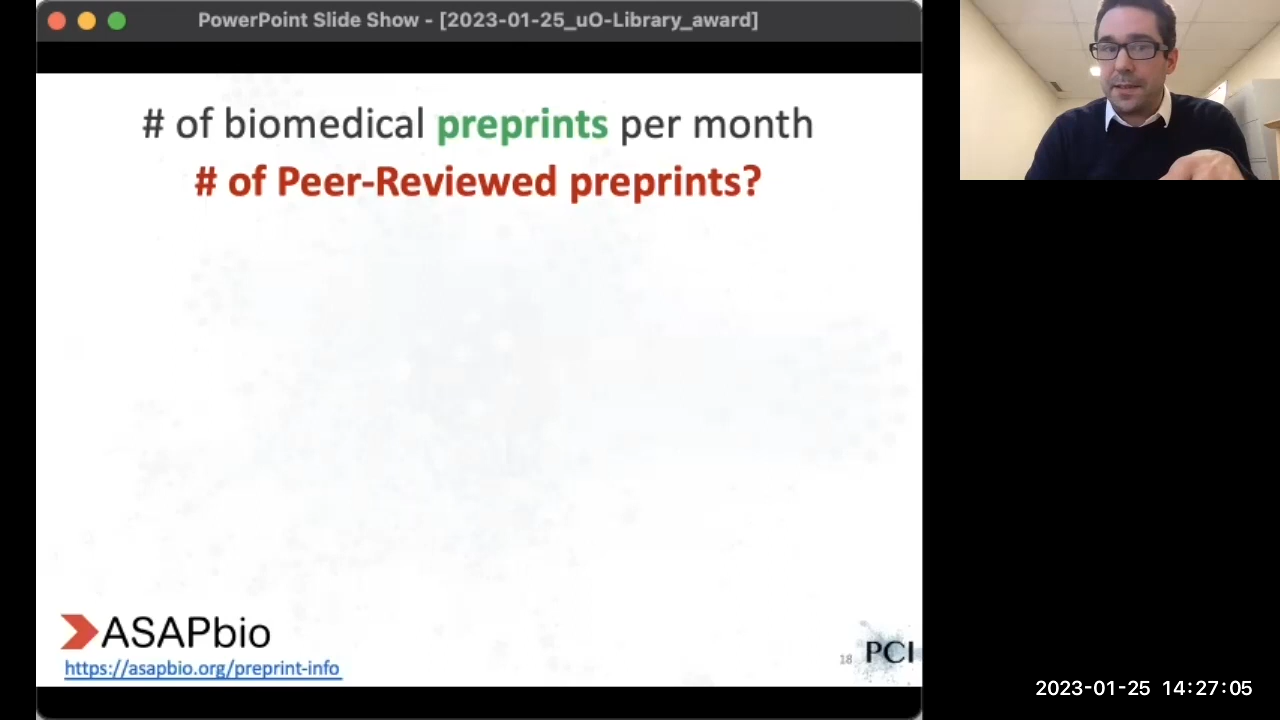 PowerPoint Slide Show - [2023-01-25_uO-Library_award]
# of biomedical preprints per month
# of Peer-Reviewed preprints?
ASAPbio
https://asapbio.org/preprint-info
18
PCI
2023-01-25 14:27:05